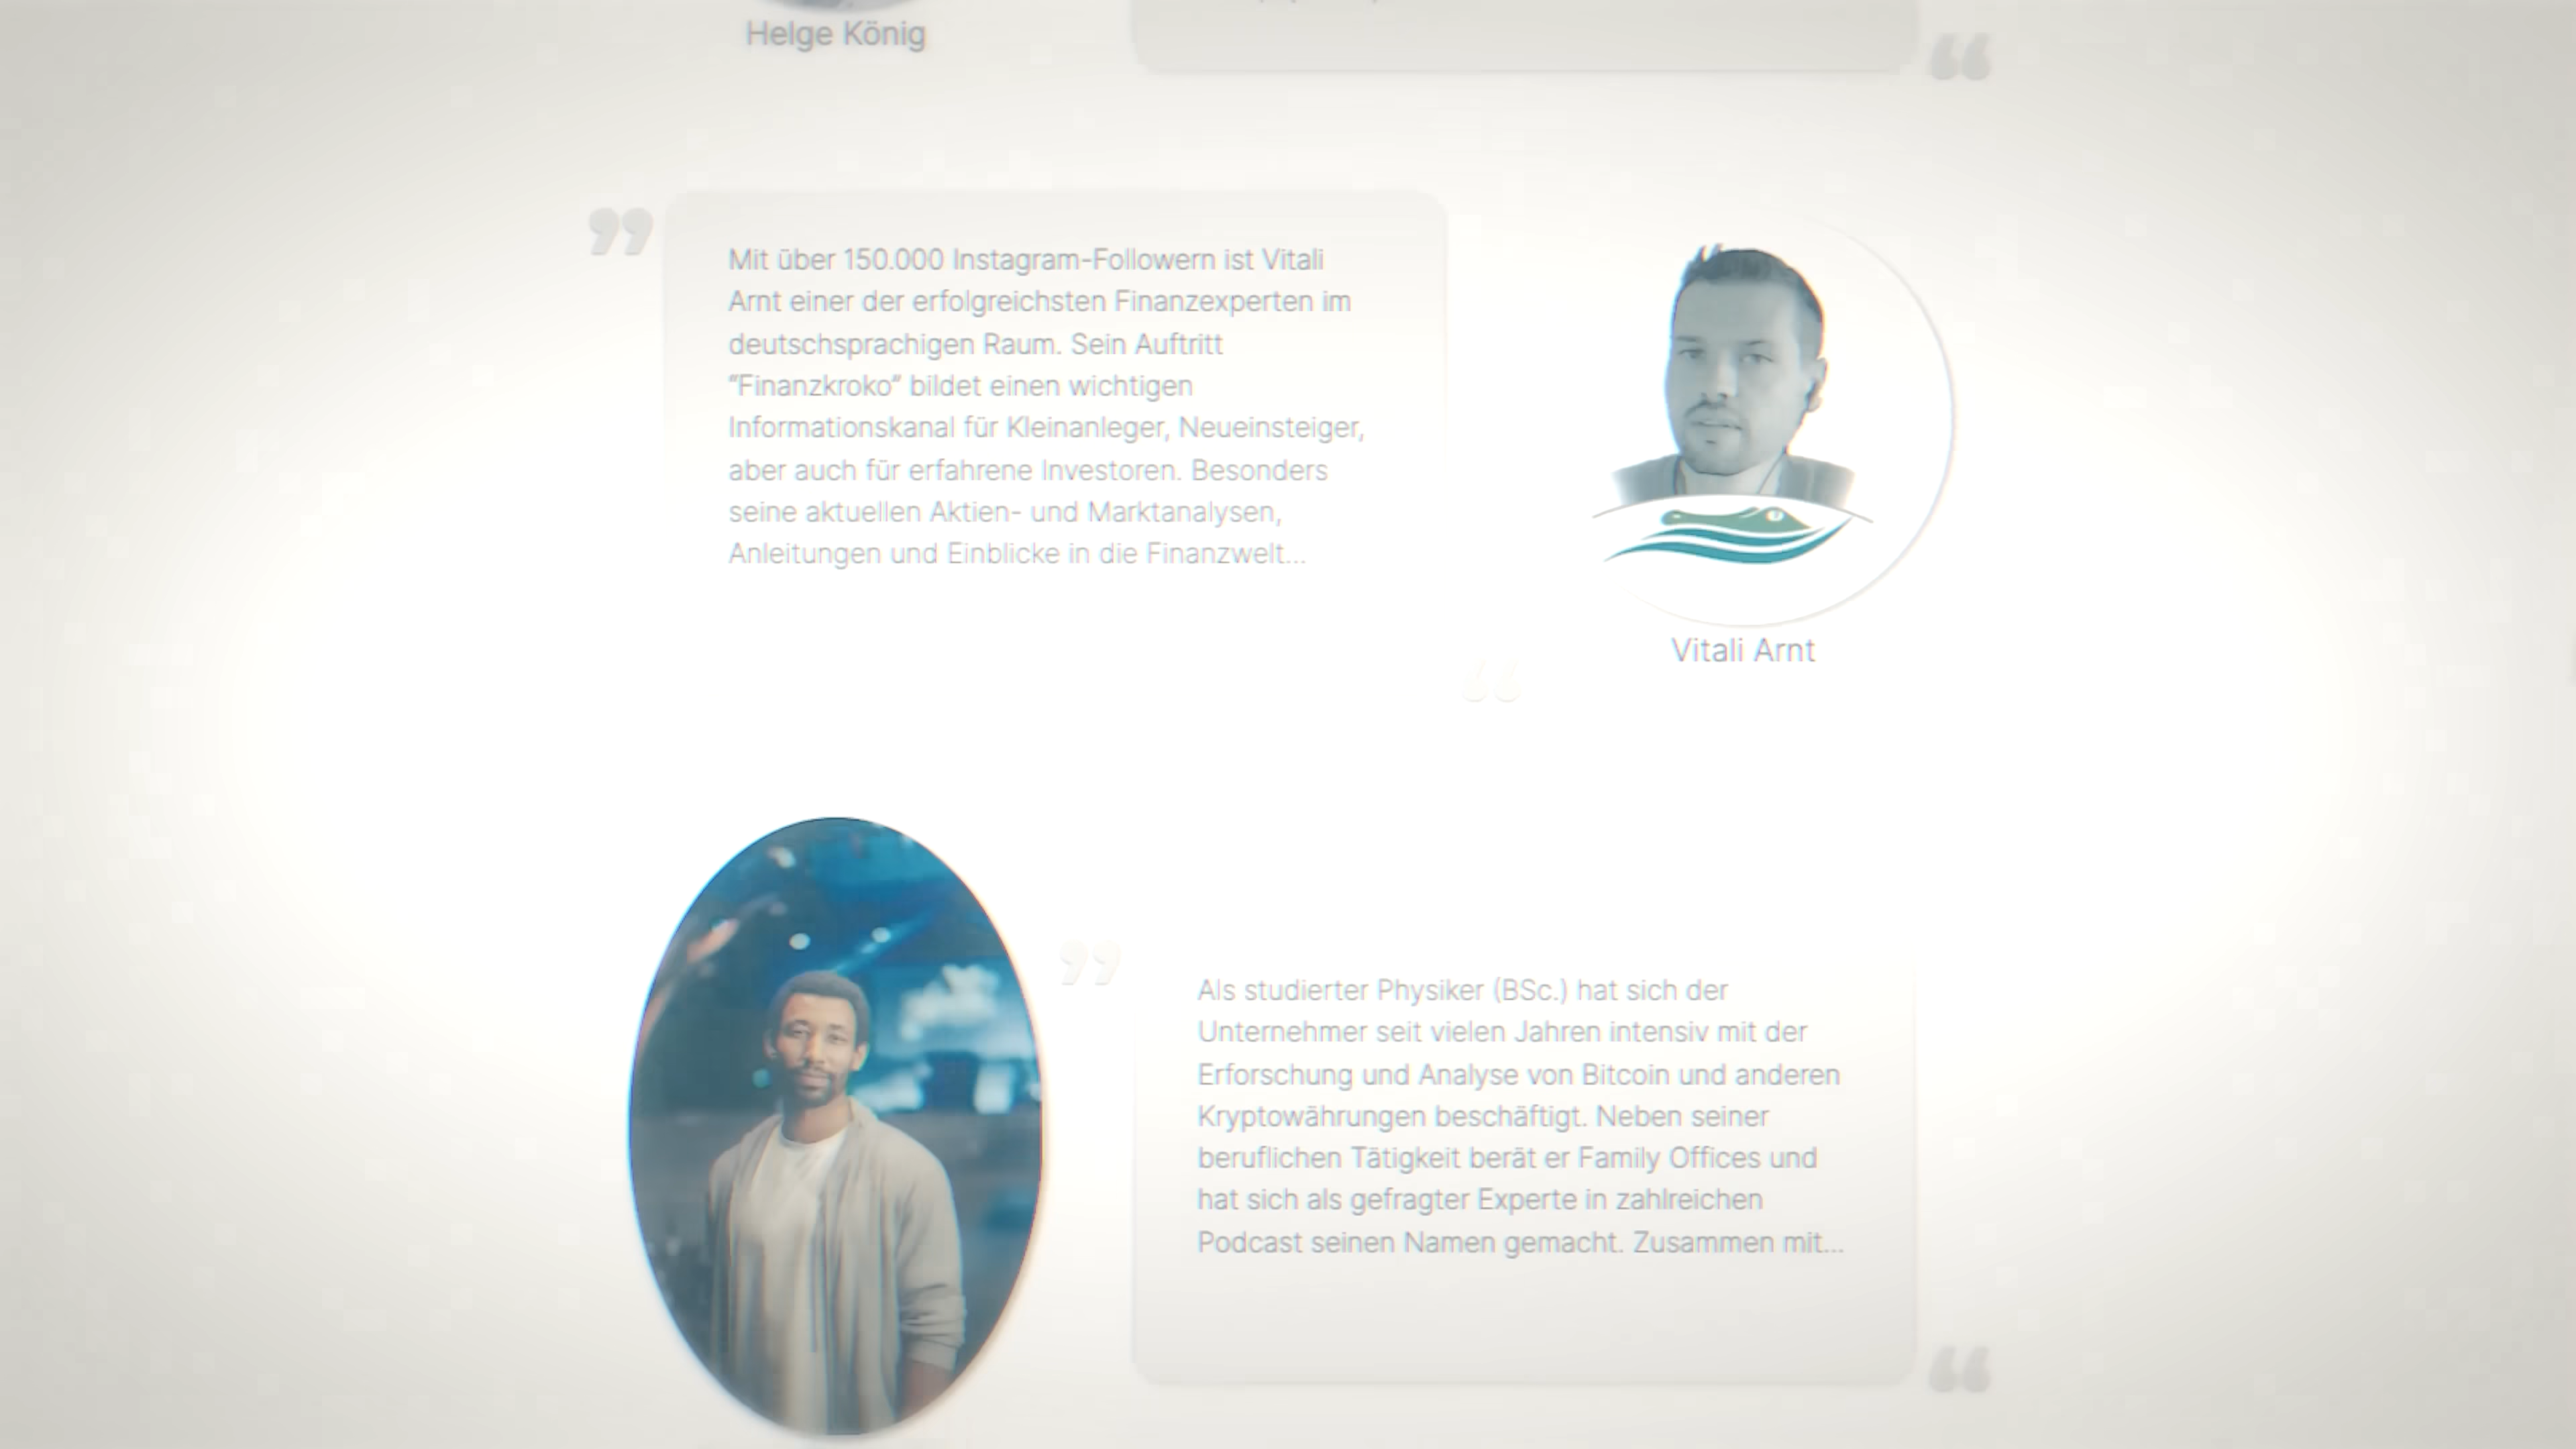 Helge König
Mit über 150.000 Instagram-Followern ist Vitali
Arnt einer der erfolgreichsten Finanzexperten im
deutschsprachigen Raum. Sein Auftritt
“Finanzkroko” bildet einen wichtigen
Informationskanal für Kleinanleger, Neueinsteiger,
aber auch für erfahrene Investoren. Besonders
seine aktuellen Aktien- und Marktanalysen,
Anleitungen und Einblicke in die Finanzwelt...
Vitali Arnt
Als studierter Physiker (BSc.) hat sich der
Unternehmer seit vielen Jahren intensiv mit der
Erforschung und Analyse von Bitcoin und anderen
Kryptowährungen beschäftigt. Neben seiner
beruflichen Tätigkeit berät er Family Offices und
hat sich als gefragter Experte in zahlreichen
Podcast seinen Namen gemacht. Zusammen mit...